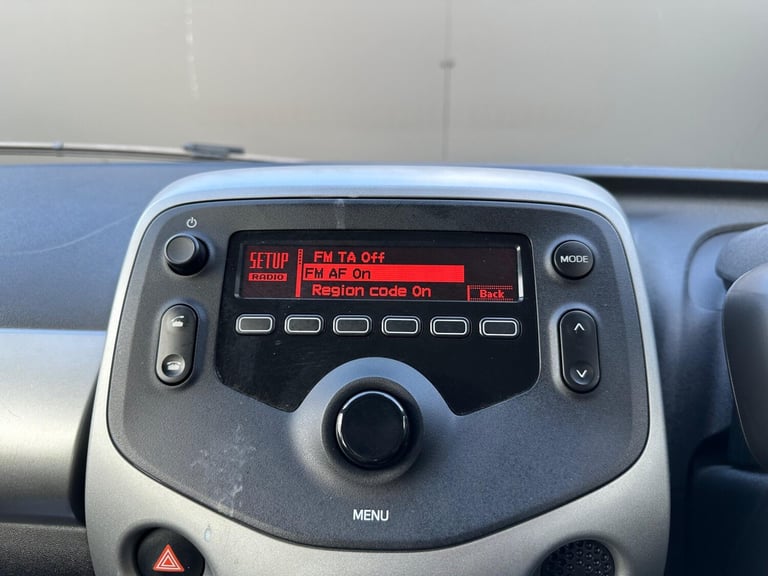 SETUP
RADIO
FM TA Off
FM AF On
Region code On
Back
MODE
MENU